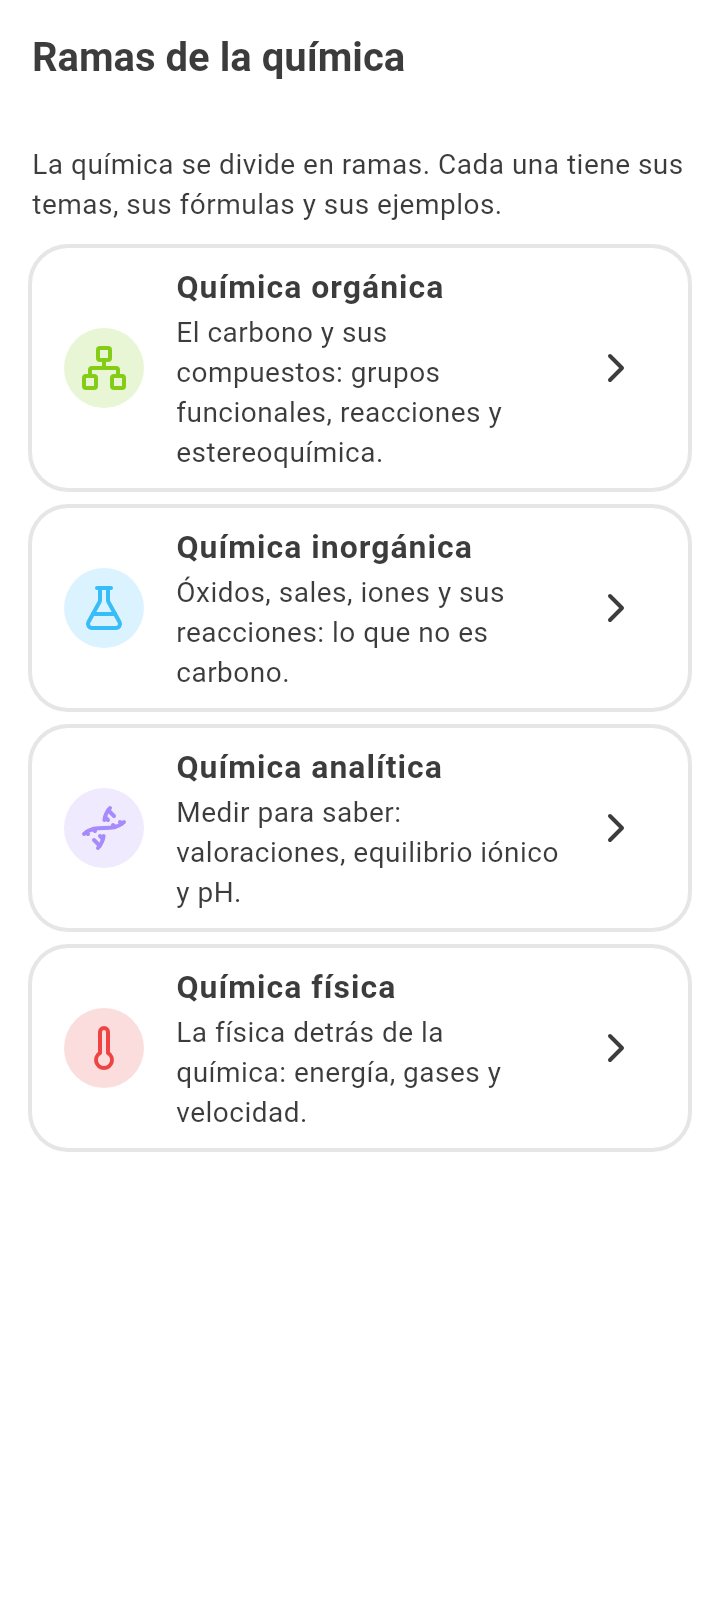 Ramas de la química
La química se divide en ramas. Cada una tiene sus
temas, sus fórmulas y sus ejemplos.
Química orgánica
El carbono y sus
compuestos: grupos
funcionales, reacciones y
estereoquímica.
Química inorgánica
Óxidos, sales, iones y sus
reacciones: lo que no es
carbono.
Química analítica
Medir para saber:
valoraciones, equilibrio iónico
y pH.
Química física
La física detrás de la
química: energía, gases y
velocidad.